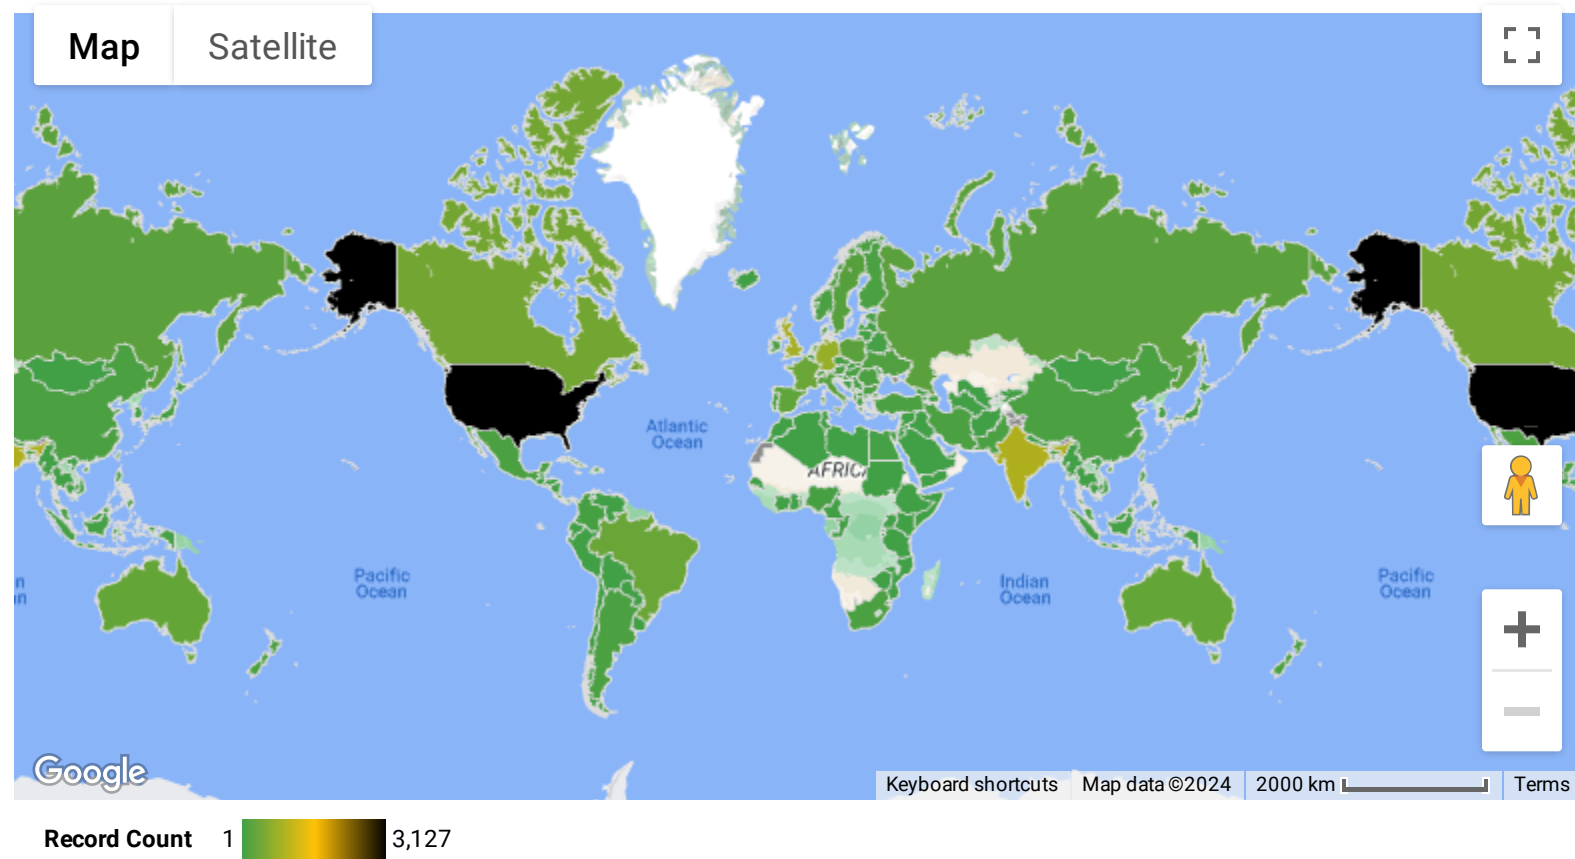 Map
Satellite
Atlantic
Ocean
AFRICA
Pacific
Ocean
Indian
Ocean
Pacific
Ocean
Google
Keyboard shortcuts
Map data ©2024
2000 km
Terms
Record Count 1 3,127